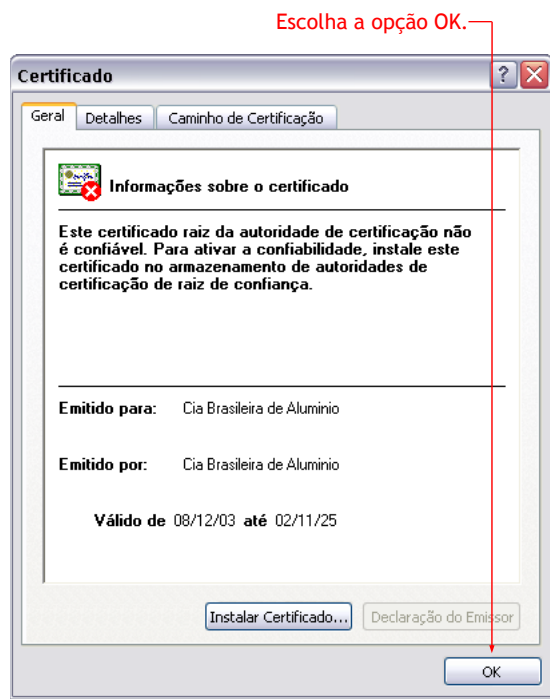 Escolha a opção OK.
Certificado
Geral
Detalhes
Caminho de Certificação
Informações sobre o certificado
Este certificado raiz da autoridade de certificação não
é confiável. Para ativar a confiabilidade, instale este
certificado no armazenamento de autoridades de
certificação de raiz de confiança.
Emitido para: Cia Brasileira de Aluminio
Emitido por: Cia Brasileira de Aluminio
Válido de 08/12/03 até 02/11/25
Instalar Certificado...
Declaração do Emissor
OK